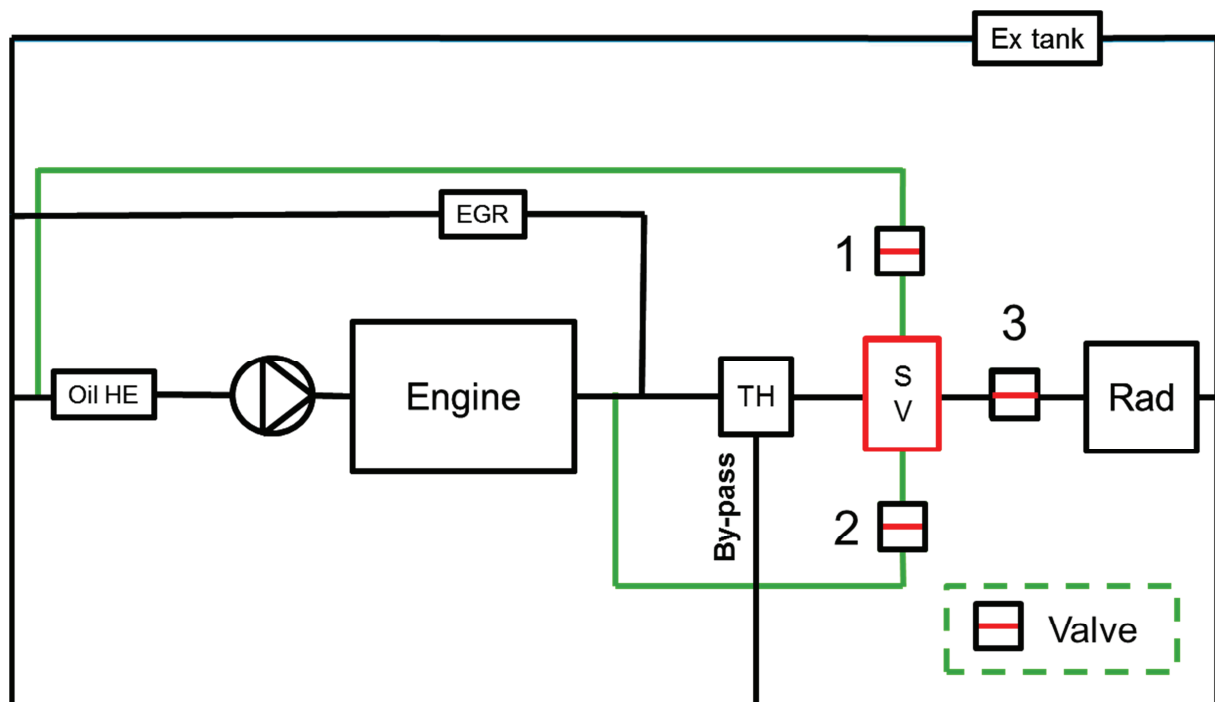 Ex tank
EGR
1
3
Oil HE
Engine
TH
S
V
Rad
By-pass
2
Valve